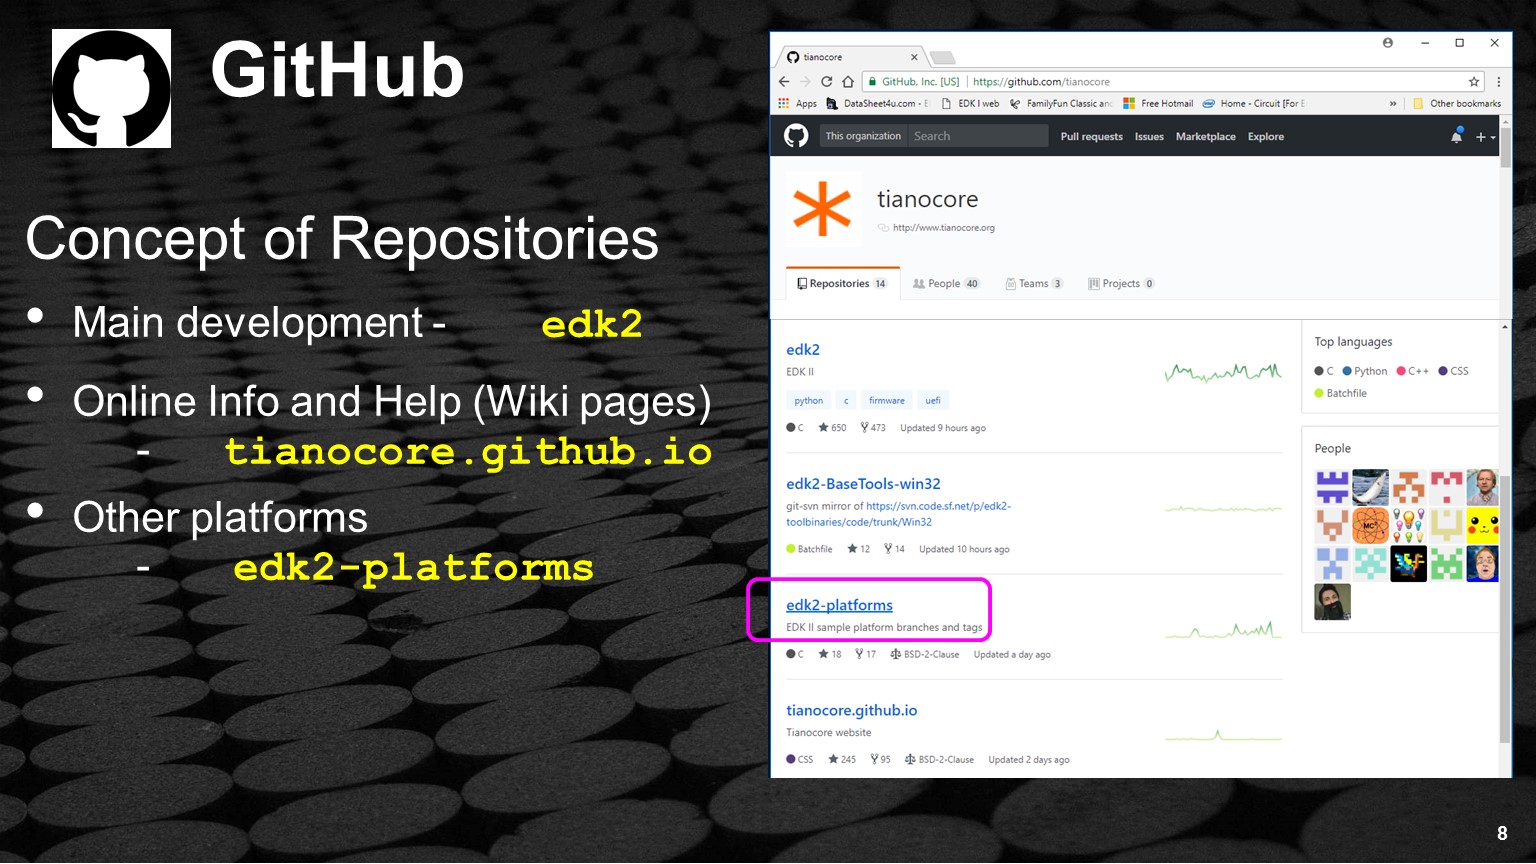 GitHub
Concept of Repositories
• Main development - edk2
• Online Info and Help (Wiki pages)
- tianocore.github.io
• Other platforms
- edk2-platforms
tianocore
GitHub, Inc. [US] | https://github.com/tianocore
Apps DataSheet4u.com - E EDK I web FamilyFun Classic and Free Hotmail Home - Circuit [For E » Other bookmarks
This organization Search Pull requests Issues Marketplace Explore
tianocore
http://www.tianocore.org
Repositories 14 People 40 Teams 3 Projects 0
edk2
EDK II
python c firmware uefi
C 650 473 Updated 9 hours ago
edk2-BaseTools-win32
git-svn mirror of https://svn.code.sf.net/p/edk2-
toolbinaries/code/trunk/Win32
Batchfile 12 14 Updated 10 hours ago
edk2-platforms
EDK II sample platform branches and tags
C 18 17 BSD-2-Clause Updated a day ago
tianocore.github.io
Tianocore website
CSS 245 95 BSD-2-Clause Updated 2 days ago
Top languages
C Python C++ CSS
Batchfile
People
8